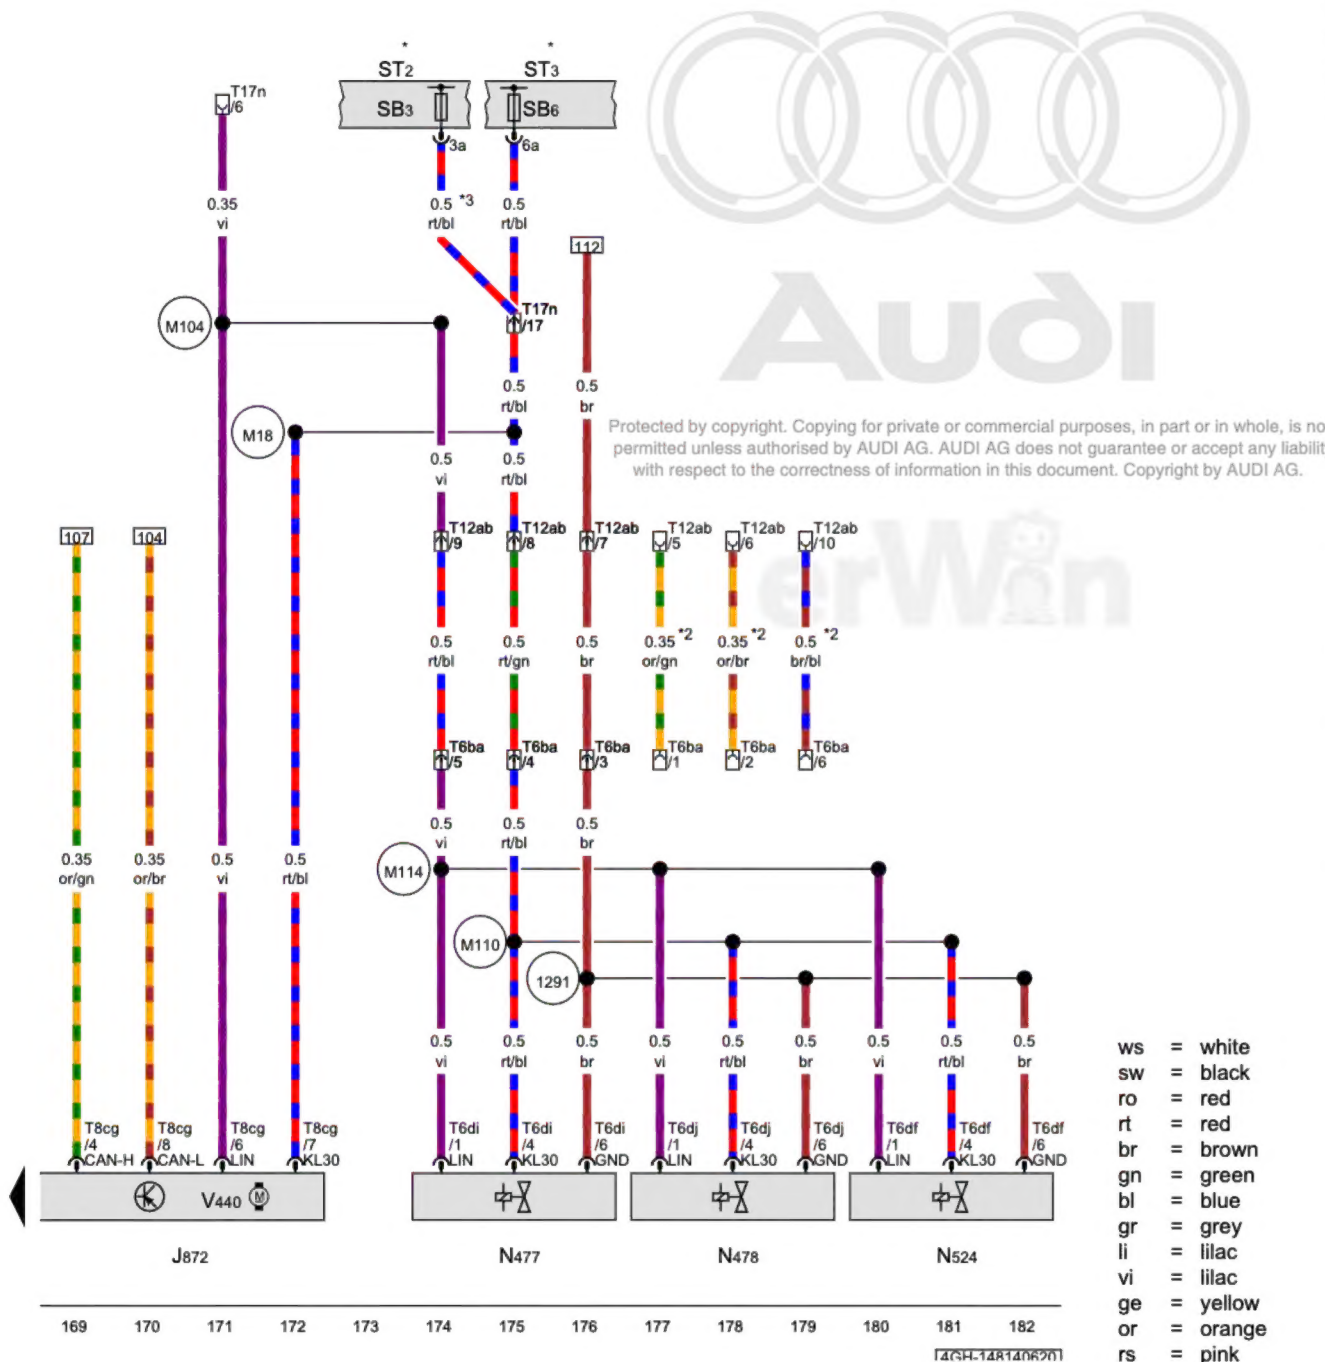 *
*
ST2
ST3
T17n
/6
SB3
SB6
3a
6a
0.35
vi
0.5
*3
rt/bl
0.5
rt/bl
112
Audi
M104
T17n
/17
0.5
rt/bl
0.5
br
Protected by copyright. Copying for private or commercial purposes, in part or in whole, is no
permitted unless authorised by AUDI AG. AUDI AG does not guarantee or accept any liabilit
with respect to the correctness of information in this document. Copyright by AUDI AG.
M18
0.5
vi
0.5
rt/bl
erWin
107
104
T12ab
/9
T12ab
/8
T12ab
/7
T12ab
/5
T12ab
/6
T12ab
/10
0.5
rt/bl
0.5
rt/gn
0.5
br
0.35
*2
or/gn
0.35
*2
or/br
0.5
*2
br/bl
T6ba
/5
T6ba
/4
T6ba
/3
T6ba
/1
T6ba
/2
T6ba
/6
0.5
vi
0.5
rt/bl
0.5
br
0.35
or/gn
0.35
or/br
0.5
vi
0.5
rt/bl
M114
M110
1291
0.5
vi
0.5
rt/bl
0.5
br
0.5
vi
0.5
rt/bl
0.5
br
0.5
vi
0.5
rt/bl
0.5
br
T8cg
/4
CAN-H
T8cg
/8
CAN-L
T8cg
/6
LIN
T8cg
/7
KL30
T6di
/1
LIN
T6di
/4
KL30
T6di
/6
GND
T6dj
/1
LIN
T6dj
/4
KL30
T6dj
/6
GND
T6df
/1
LIN
T6df
/4
KL30
T6df
/6
GND
V440
M
J872
N477
N478
N524
169 170 171 172 173 174 175 176 177 178 179 180 181 182
4GH-148140620
ws = white
sw = black
ro = red
rt = red
br = brown
gn = green
bl = blue
gr = grey
li = lilac
vi = lilac
ge = yellow
or = orange
rs = pink